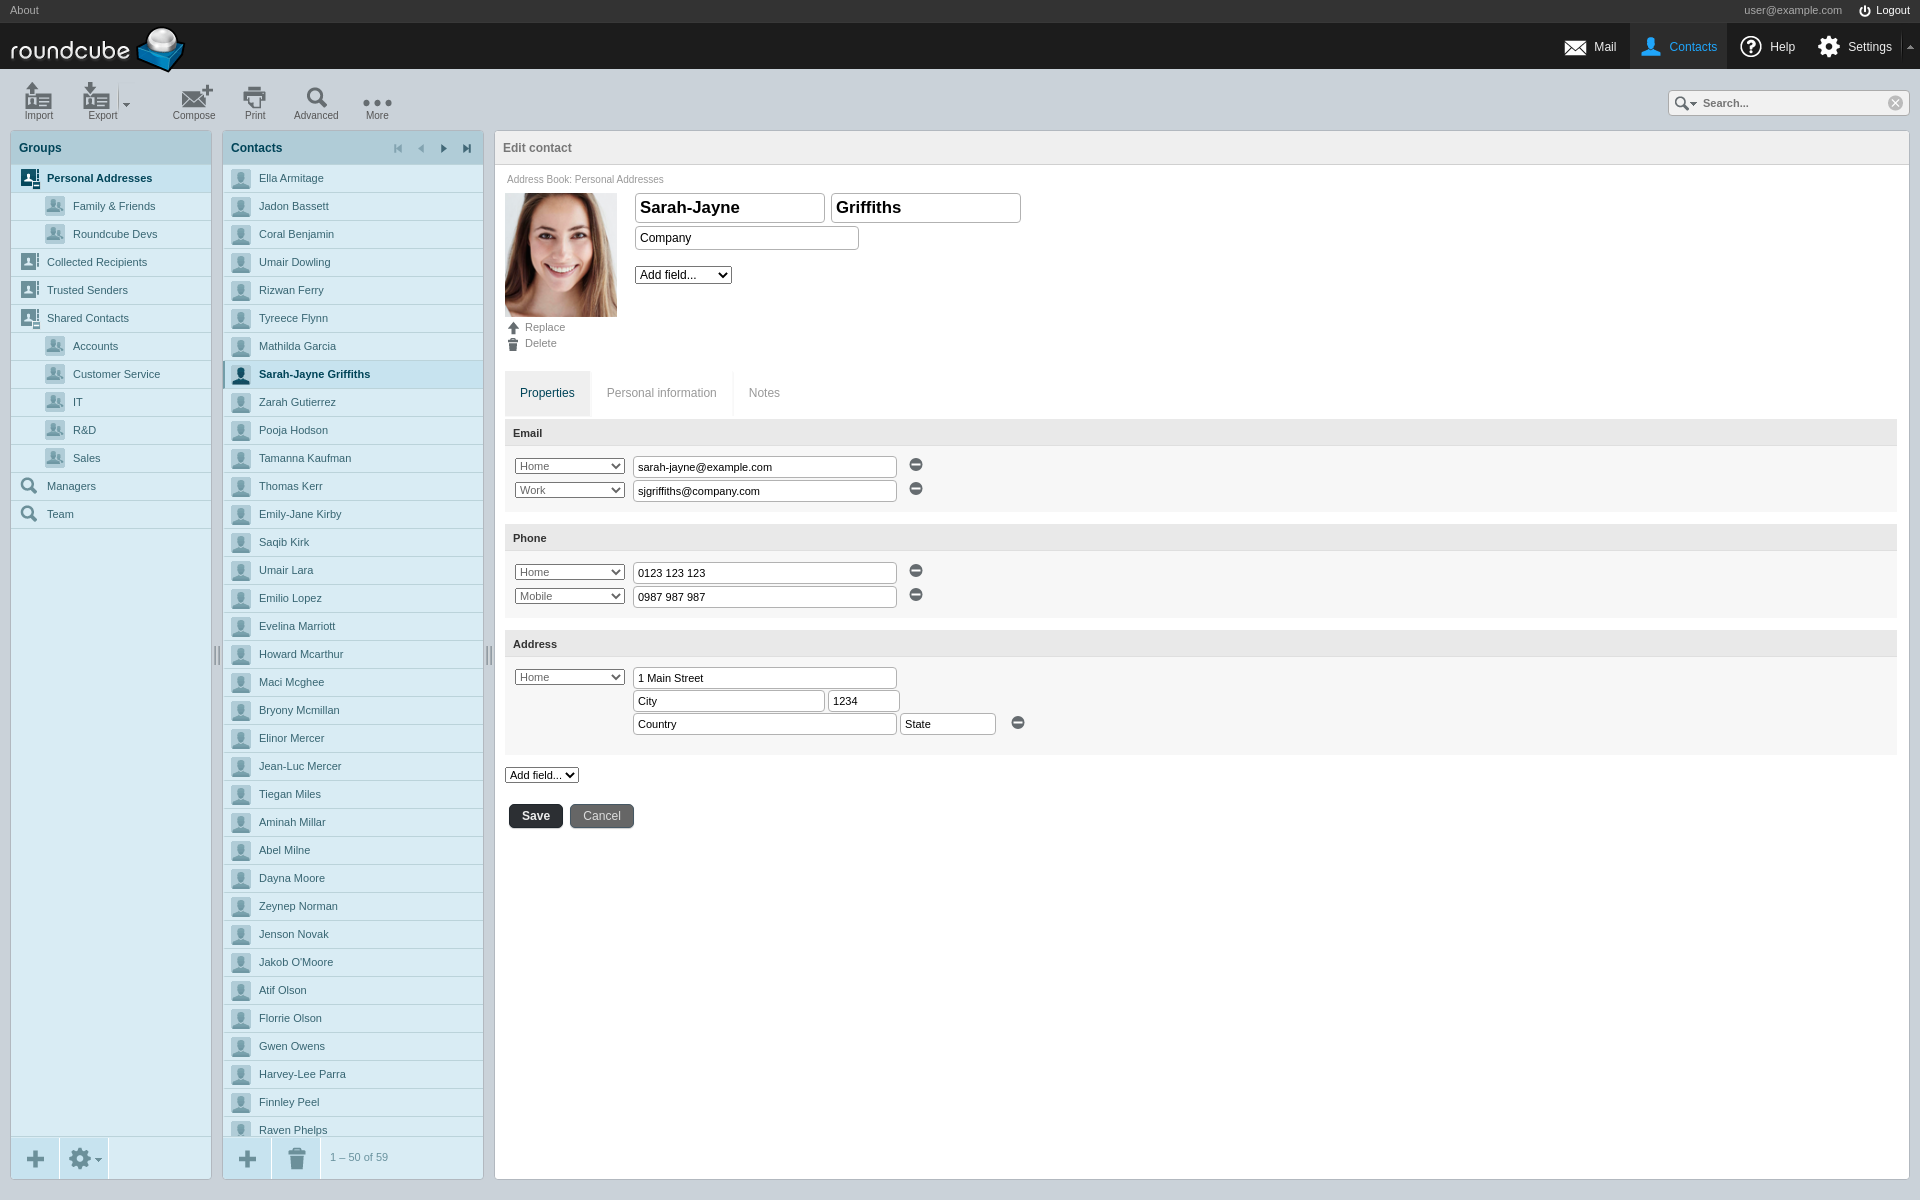 About
user@example.com Logout
roundcube
Mail Contacts Help Settings
Import Export Compose Print Advanced More
Search...
Groups
Personal Addresses
Family & Friends
Roundcube Devs
Collected Recipients
Trusted Senders
Shared Contacts
Accounts
Customer Service
IT
R&D
Sales
Managers
Team
Contacts
Ella Armitage
Jadon Bassett
Coral Benjamin
Umair Dowling
Rizwan Ferry
Tyreece Flynn
Mathilda Garcia
Sarah-Jayne Griffiths
Zarah Gutierrez
Pooja Hodson
Tamanna Kaufman
Thomas Kerr
Emily-Jane Kirby
Saqib Kirk
Umair Lara
Emilio Lopez
Evelina Marriott
Howard Mcarthur
Maci Mcghee
Bryony Mcmillan
Elinor Mercer
Jean-Luc Mercer
Tiegan Miles
Aminah Millar
Abel Milne
Dayna Moore
Zeynep Norman
Jenson Novak
Jakob O'Moore
Atif Olson
Florrie Olson
Gwen Owens
Harvey-Lee Parra
Finnley Peel
Raven Phelps
1 – 50 of 59
Edit contact
Address Book: Personal Addresses
Sarah-Jayne Griffiths
Company
Add field...
Replace
Delete
Properties Personal information Notes
Email
Home sarah-jayne@example.com
Work sjgriffiths@company.com
Phone
Home 0123 123 123
Mobile 0987 987 987
Address
Home 1 Main Street
City 1234
Country State
Add field...
Save Cancel